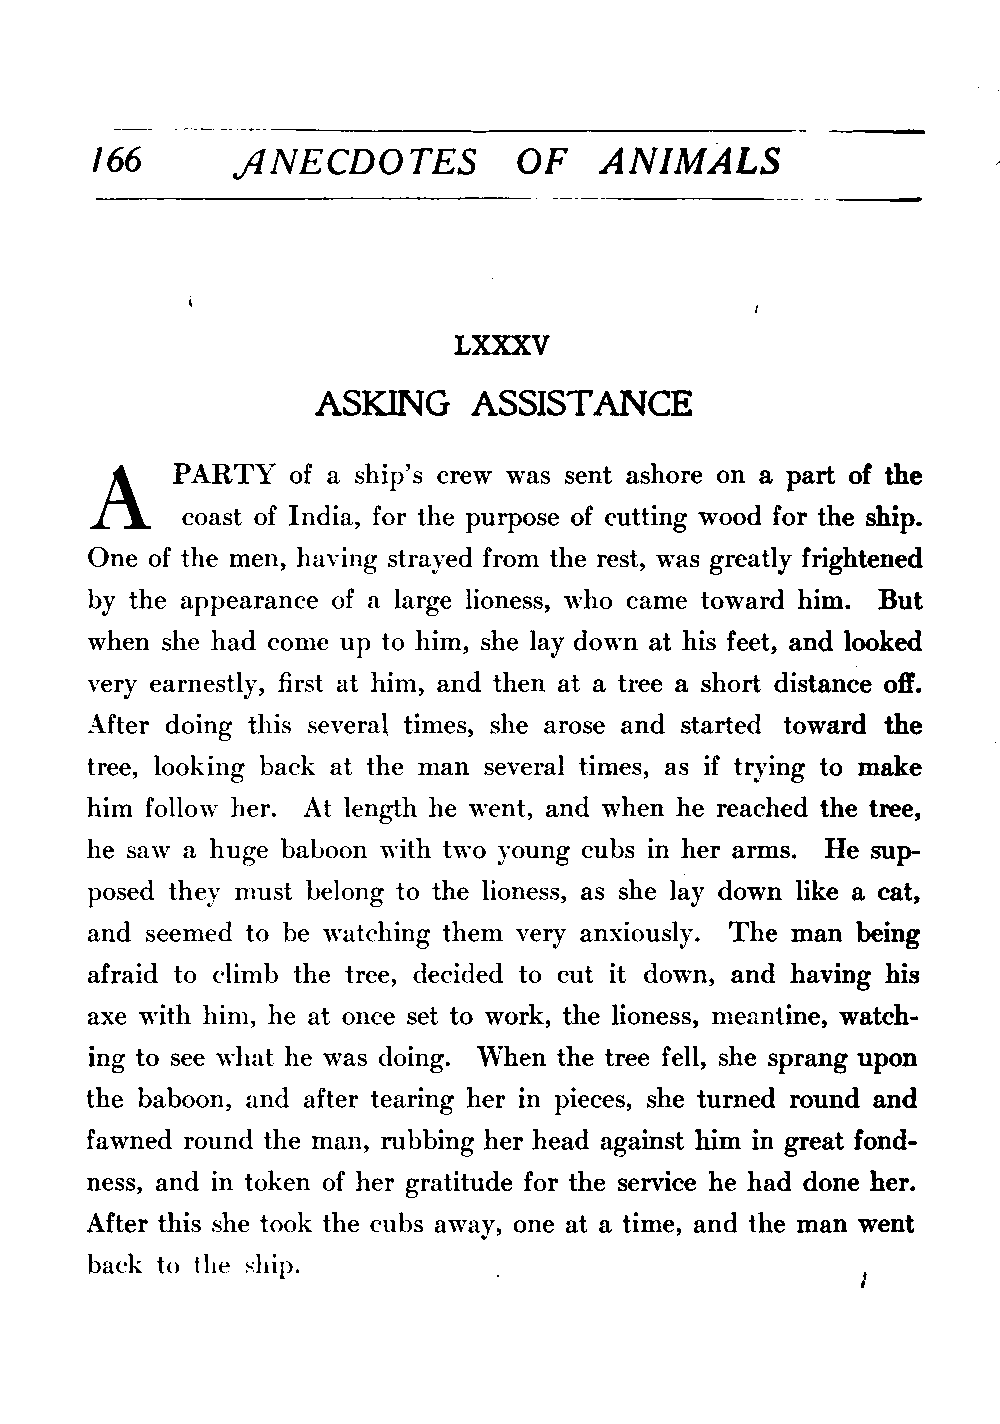 166 ANECDOTES OF ANIMALS
LXXXV
ASKING ASSISTANCE
A PARTY of a ship's crew was sent ashore on a part of the
coast of India, for the purpose of cutting wood for the ship.
One of the men, having strayed from the rest, was greatly frightened
by the appearance of a large lioness, who came toward him. But
when she had come up to him, she lay down at his feet, and looked
very earnestly, first at him, and then at a tree a short distance off.
After doing this several times, she arose and started toward the
tree, looking back at the man several times, as if trying to make
him follow her. At length he went, and when he reached the tree,
he saw a huge baboon with two young cubs in her arms. He sup-
posed they must belong to the lioness, as she lay down like a cat,
and seemed to be watching them very anxiously. The man being
afraid to climb the tree, decided to cut it down, and having his
axe with him, he at once set to work, the lioness, meantine, watch-
ing to see what he was doing. When the tree fell, she sprang upon
the baboon, and after tearing her in pieces, she turned round and
fawned round the man, rubbing her head against him in great fond-
ness, and in token of her gratitude for the service he had done her.
After this she took the cubs away, one at a time, and the man went
back to the ship.